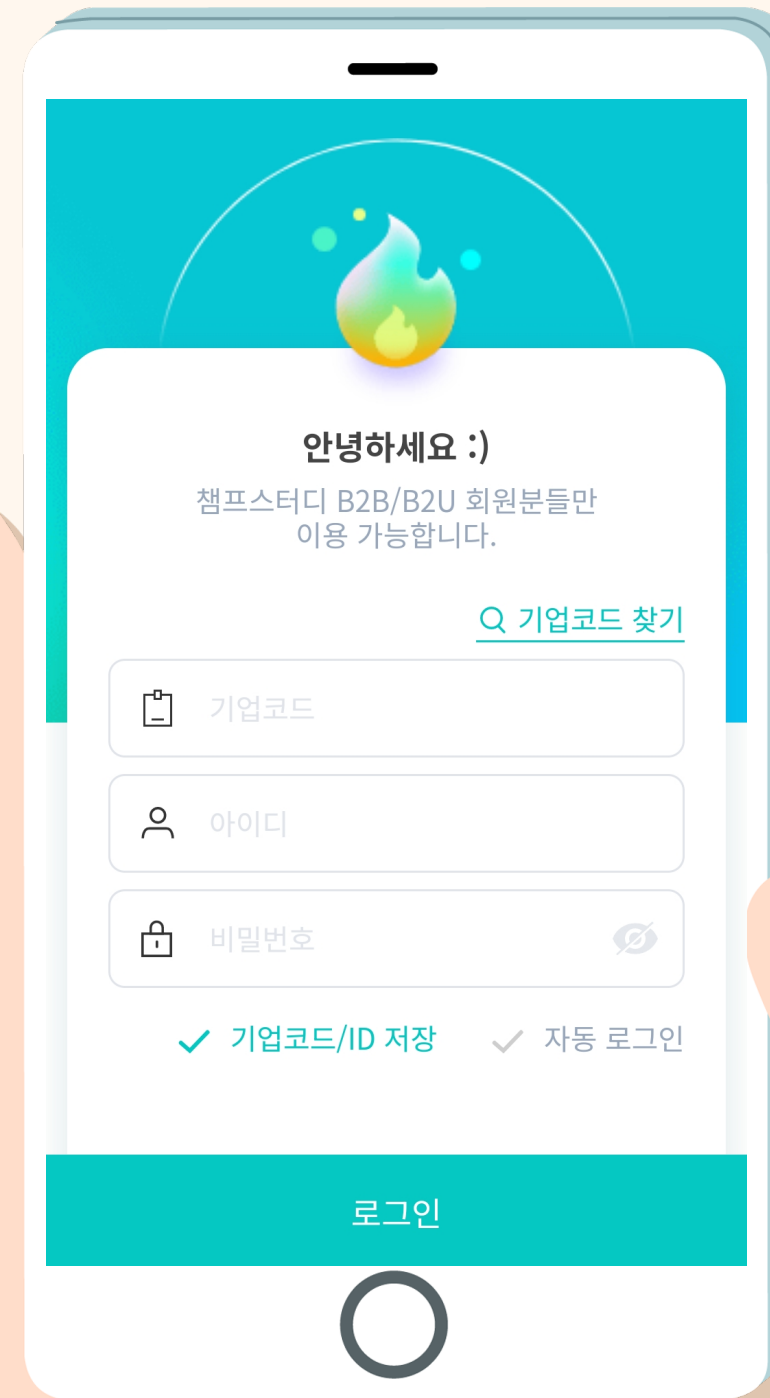 안녕하세요 :)
챔프스터디 B2B/B2U 회원분들만
이용 가능합니다.
기업코드 찾기
기업코드
아이디
비밀번호
기업코드/ID 저장 자동 로그인
로그인